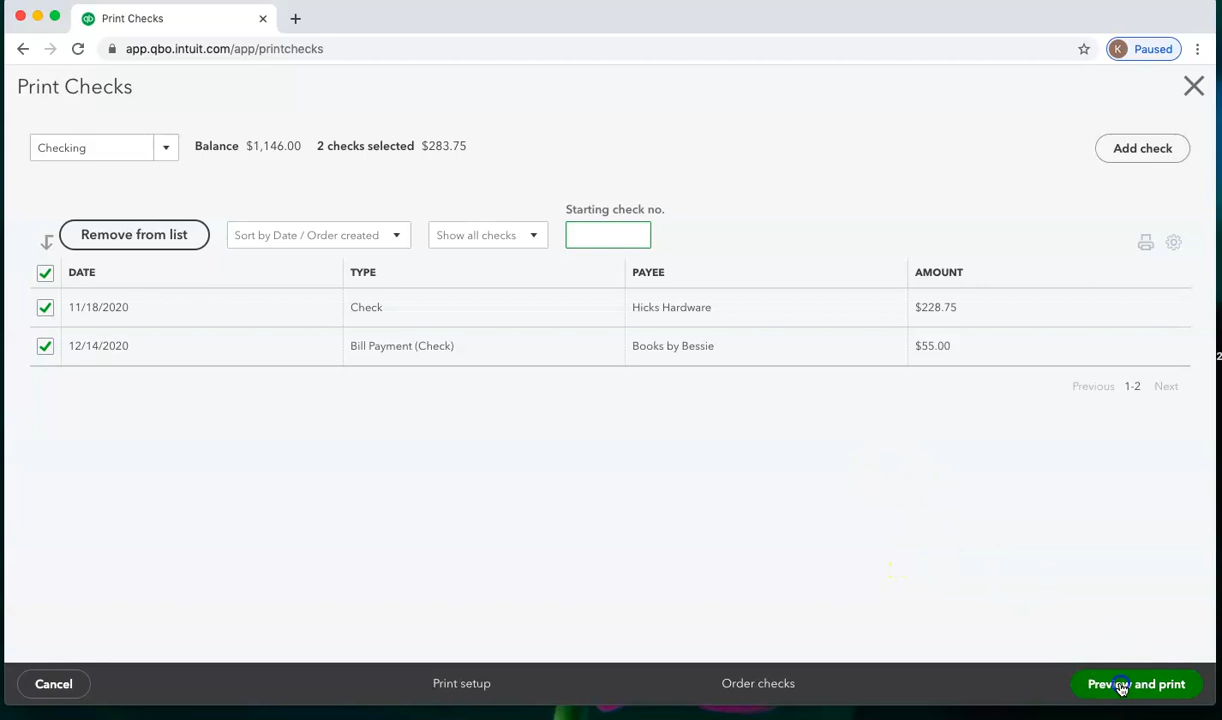 Print Checks
app.qbo.intuit.com/app/printchecks
K Paused
Print Checks
Checking Balance $1,146.00 2 checks selected $283.75 Add check
Starting check no.
Remove from list Sort by Date / Order created Show all checks
DATE TYPE PAYEE AMOUNT
11/18/2020 Check Hicks Hardware $228.75
12/14/2020 Bill Payment (Check) Books by Bessie $55.00
Previous 1-2 Next
Cancel Print setup Order checks Preview and print